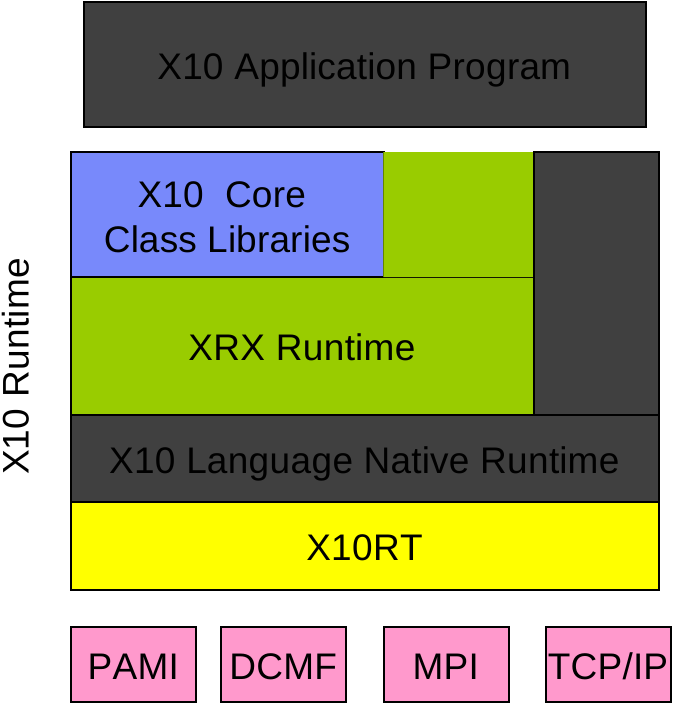 X10 Application Program
X10 Core
Class Libraries
XRX Runtime
X10 Runtime
X10 Language Native Runtime
X10RT
PAMI
DCMF
MPI
TCP/IP